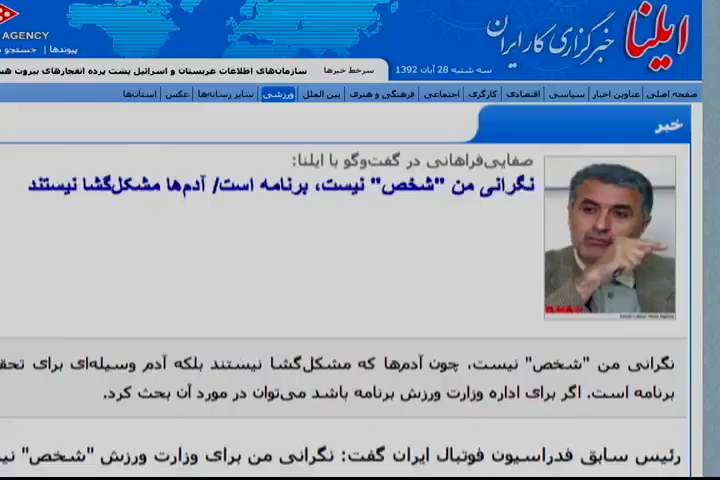 ایلنا
خبرگزاری کار ایران
AGENCY
پیوندها | جستجو
سه شنبه 28 آبان 1392
سرخط خبرها
سازمان‌های اطلاعات عربستان و اسرائیل پشت پرده انفجارهای بیروت هس
صفحه اصلی | عناوین اخبار | سیاسی | اقتصادی | کارگری | اجتماعی | فرهنگی و هنری | بین الملل | ورزشی | سایر رسانه‌ها | عکس | استان‌ها
خبر
صفایی‌فراهانی در گفت‌وگو با ایلنا:
نگرانی من "شخص" نیست، برنامه است/ آدم‌ها مشکل‌گشا نیستند
نگرانی من "شخص" نیست، چون آدم‌ها که مشکل‌گشا نیستند بلکه آدم وسیله‌ای برای تحق
برنامه است. اگر برای اداره وزارت ورزش برنامه باشد می‌توان در مورد آن بحث کرد.
رئیس سابق فدراسیون فوتبال ایران گفت: نگرانی من برای وزارت ورزش "شخص" نی